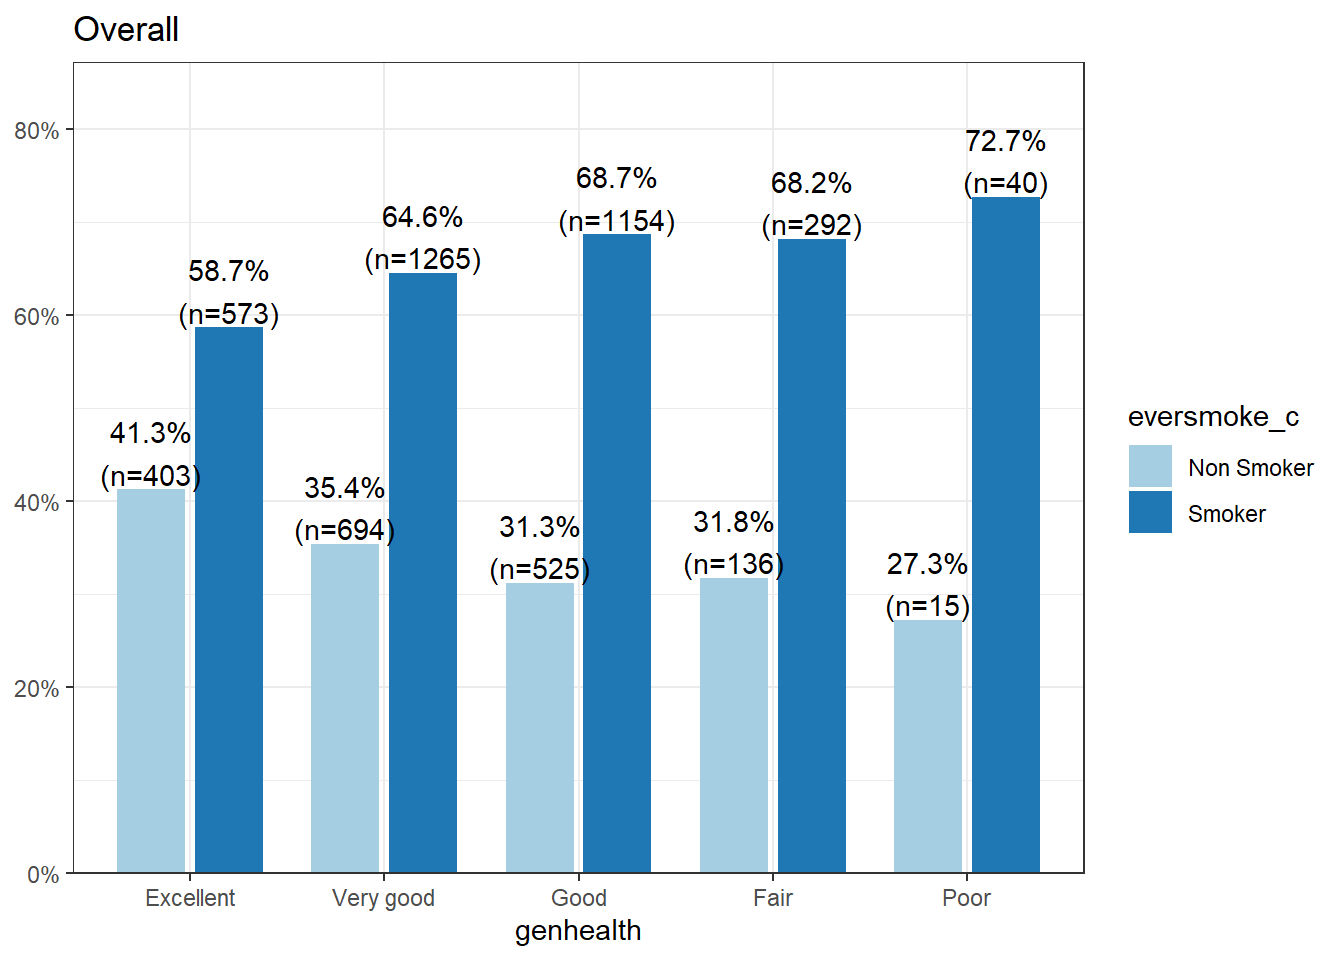 Overall
80%
60%
40%
20%
0%
41.3%
(n=403)
58.7%
(n=573)
35.4%
(n=694)
64.6%
(n=1265)
31.3%
(n=525)
68.7%
(n=1154)
31.8%
(n=136)
68.2%
(n=292)
27.3%
(n=15)
72.7%
(n=40)
Excellent
Very good
Good
Fair
Poor
genhealth
eversmoke_c
Non Smoker
Smoker